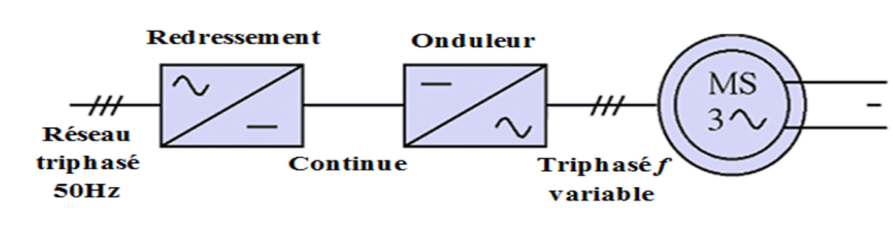 Redressement
Onduleur
MS
3
Réseau
triphasé
50Hz
Continue
Triphasé f
variable